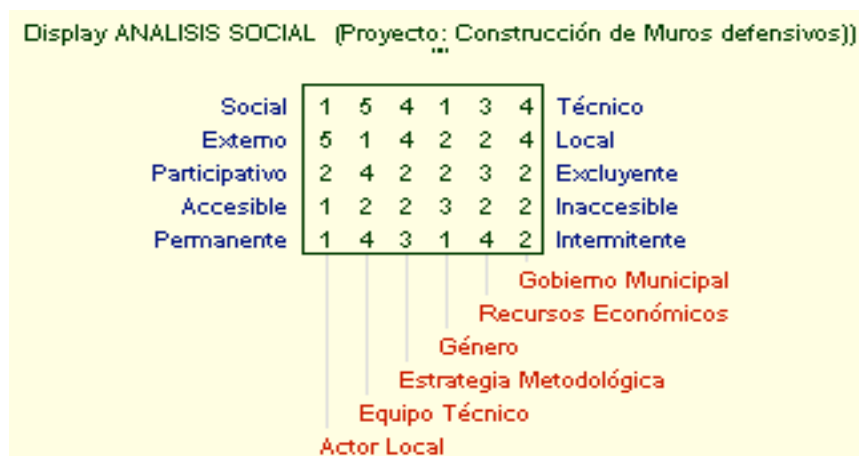 Display ANALISIS SOCIAL (Proyecto: Construcción de Muros defensivos))
""
Social 1 5 4 1 3 4 Técnico
Externo 5 1 4 2 2 4 Local
Participativo 2 4 2 2 3 2 Excluyente
Accesible 1 2 2 3 2 2 Inaccesible
Permanente 1 4 3 1 4 2 Intermitente
Gobierno Municipal
Recursos Económicos
Género
Estrategia Metodológica
Equipo Técnico
Actor Local